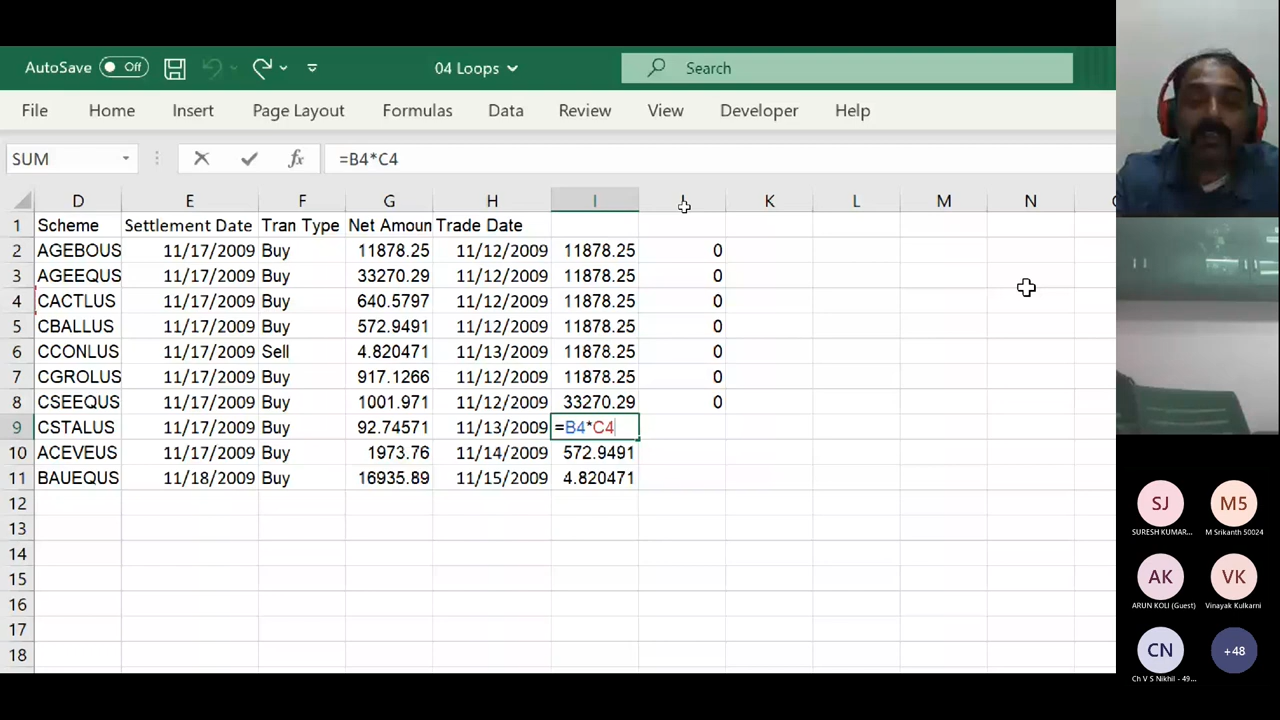 AutoSave Off 04 Loops Search
File Home Insert Page Layout Formulas Data Review View Developer Help
SUM fx =B4*C4
D E F G H I J K L M N
1 Scheme Settlement Date Tran Type Net Amoun Trade Date
2 AGEBOUS 11/17/2009 Buy 11878.25 11/12/2009 11878.25 0
3 AGEEQUS 11/17/2009 Buy 33270.29 11/12/2009 11878.25 0
4 CACTLUS 11/17/2009 Buy 640.5797 11/12/2009 11878.25 0
5 CBALLUS 11/17/2009 Buy 572.9491 11/12/2009 11878.25 0
6 CCONLUS 11/17/2009 Sell 4.820471 11/13/2009 11878.25 0
7 CGROLUS 11/17/2009 Buy 917.1266 11/12/2009 11878.25 0
8 CSEEQUS 11/17/2009 Buy 1001.971 11/12/2009 33270.29 0
9 CSTALUS 11/17/2009 Buy 92.74571 11/13/2009 =B4*C4
10 ACEVEUS 11/17/2009 Buy 1973.76 11/14/2009 572.9491
11 BAUEQUS 11/18/2009 Buy 16935.89 11/15/2009 4.820471
12
13
14
15
16
17
18
SJ M5
SURESH KUMAR... M Srikanth 50024
AK VK
ARUN KOLI (Guest) Vinayak Kulkarni
CN +48
Ch V S Nikhil - 49...